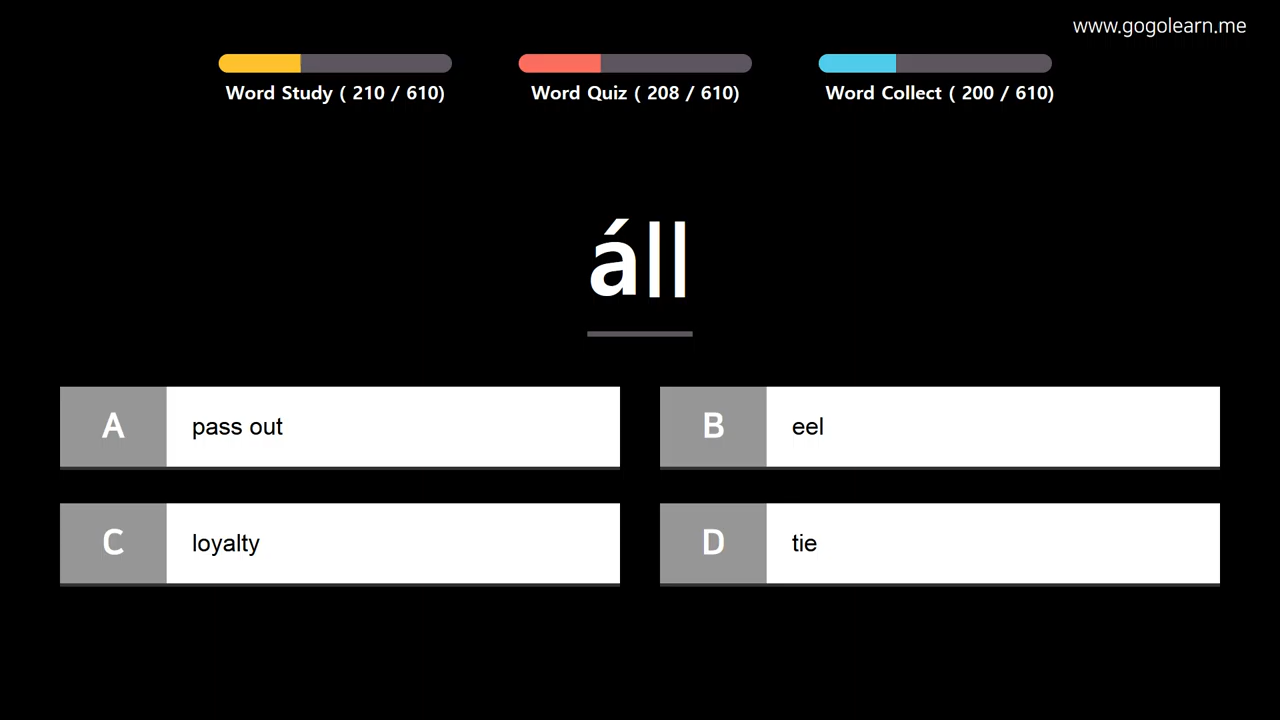 www.gogolearn.me
Word Study ( 210 / 610)
Word Quiz ( 208 / 610)
Word Collect ( 200 / 610)
áll
A pass out
B eel
C loyalty
D tie